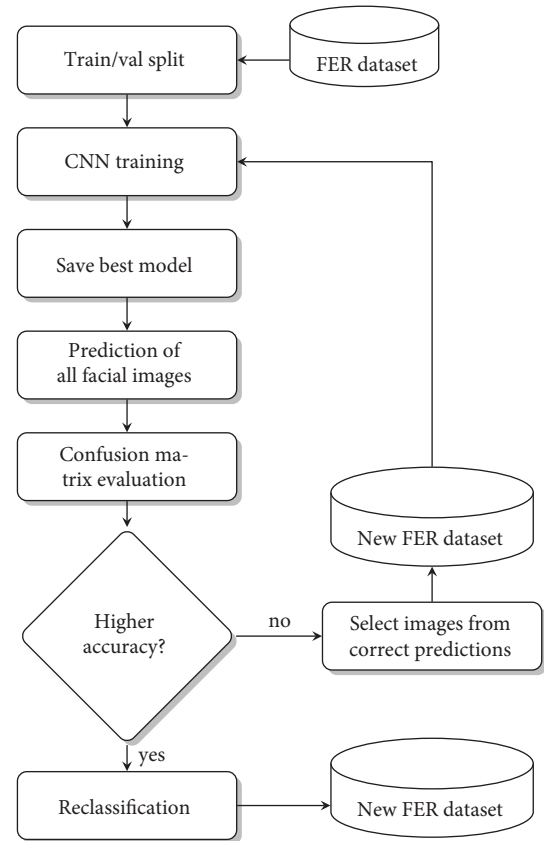 Train/val split
FER dataset
CNN training
Save best model
Prediction of
all facial images
Confusion ma-
trix evaluation
New FER dataset
Higher
accuracy?
no
Select images from
correct predictions
yes
Reclassification
New FER dataset